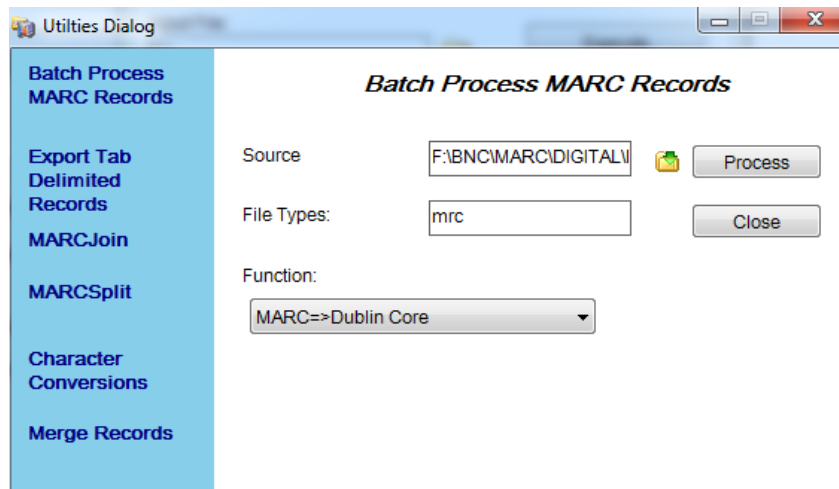 Utilties Dialog
Batch Process
MARC Records
Export Tab
Delimited
Records
MARCJoin
MARCSplit
Character
Conversions
Merge Records
Batch Process MARC Records
Source
F:\BNC\MARC\DIGITAL\
Process
File Types:
mrc
Close
Function:
MARC=>Dublin Core